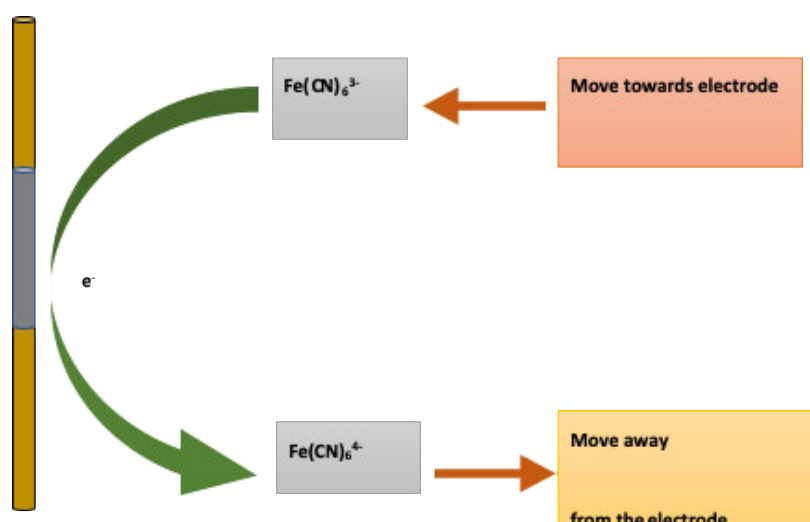 Fe(CN)₆³⁻
Move towards electrode
e⁻
Fe(CN)₆⁴⁻
Move away
from the electrode